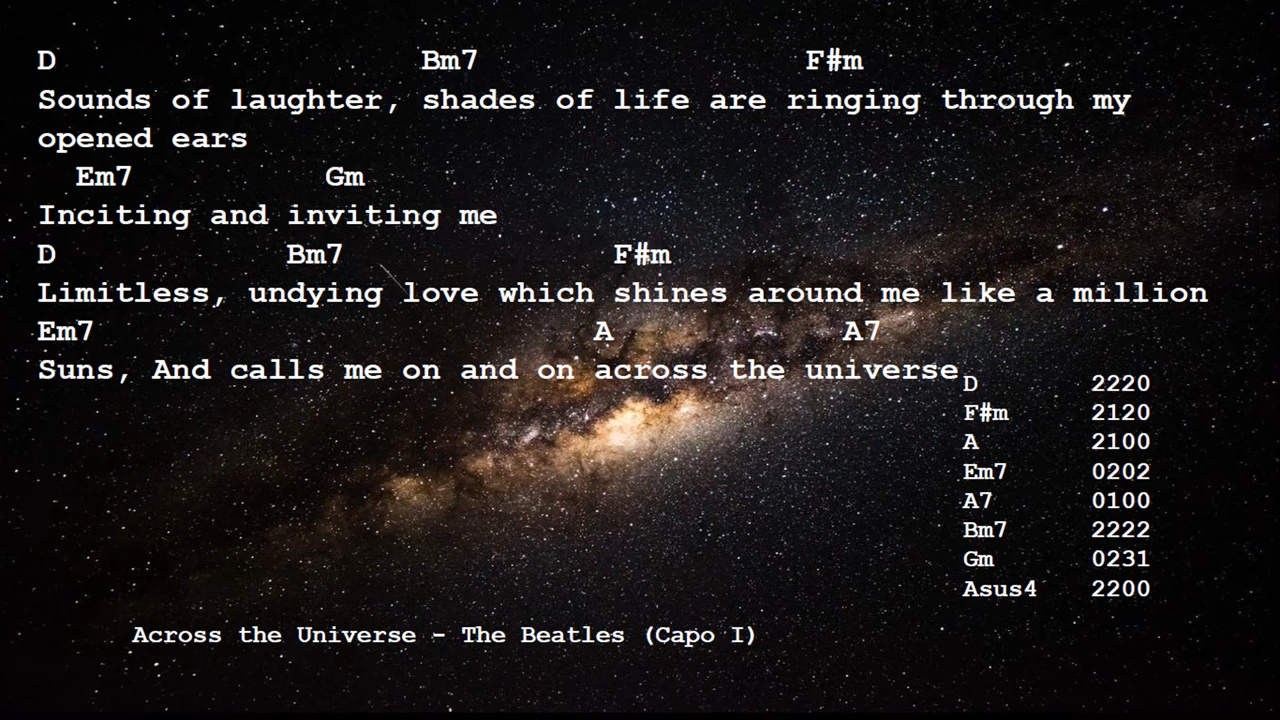 D Bm7 F#m
Sounds of laughter, shades of life are ringing through my
opened ears
Em7 Gm
Inciting and inviting me
D Bm7 F#m
Limitless, undying love which shines around me like a million
Em7 A A7
Suns, And calls me on and on across the universe
D 2220
F#m 2120
A 2100
Em7 0202
A7 0100
Bm7 2222
Gm 0231
Asus4 2200
Across the Universe – The Beatles (Capo I)